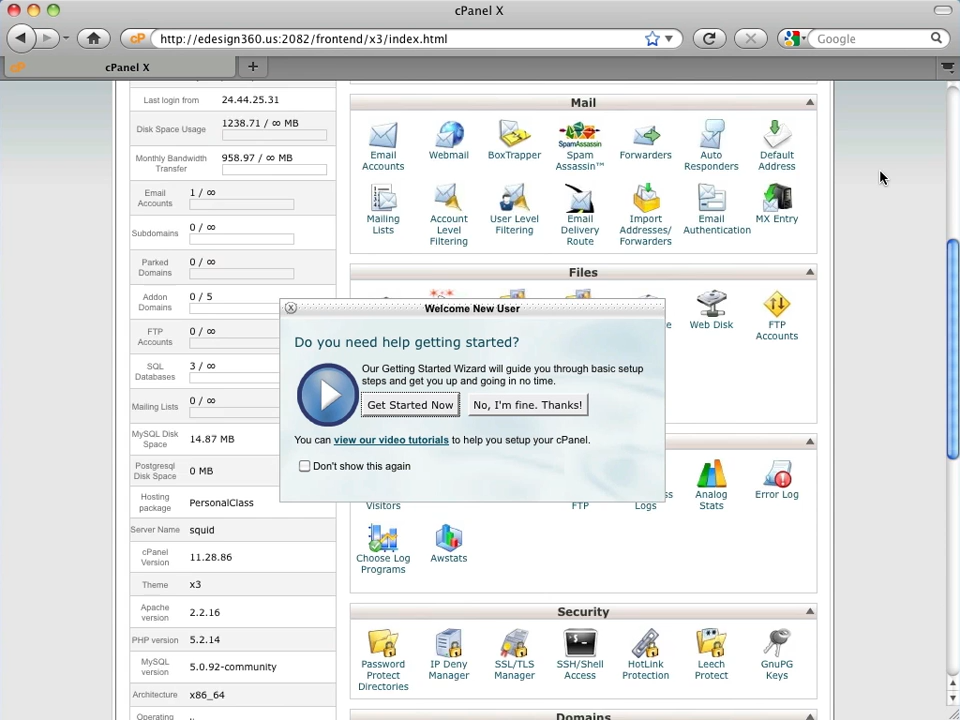 cPanel X
http://edesign360.us:2082/frontend/x3/index.html
Google
cPanel X
Last login from 24.44.25.31
Disk Space Usage 1238.71 / ∞ MB
Monthly Bandwidth Transfer 958.97 / ∞ MB
Email Accounts 1 / ∞
Subdomains 0 / ∞
Parked Domains 0 / ∞
Addon Domains 0 / 5
FTP Accounts 0 / ∞
SQL Databases 3 / ∞
Mailing Lists 0 / ∞
MySQL Disk Space 14.87 MB
Postgresql Disk Space 0 MB
Hosting package PersonalClass
Server Name squid
cPanel Version 11.28.86
Theme x3
Apache version 2.2.16
PHP version 5.2.14
MySQL version 5.0.92-community
Architecture x86_64
Operating
Mail
Email Accounts
Webmail
BoxTrapper
SpamAssassin
Spam Assassin™
Forwarders
Auto Responders
Default Address
Mailing Lists
Account Level Filtering
User Level Filtering
Email Delivery Route
Import Addresses/ Forwarders
Email Authentication
MX Entry
Files
Web Disk
FTP Accounts
Welcome New User
Do you need help getting started?
Our Getting Started Wizard will guide you through basic setup
steps and get you up and going in no time.
Get Started Now
No, I'm fine. Thanks!
You can view our video tutorials to help you setup your cPanel.
Don't show this again
Visitors
FTP
Logs
Analog Stats
Error Log
Choose Log Programs
Awstats
Security
Password Protect Directories
IP Deny Manager
SSL/TLS Manager
SSH/Shell Access
HotLink Protection
Leech Protect
GnuPG Keys
Domains